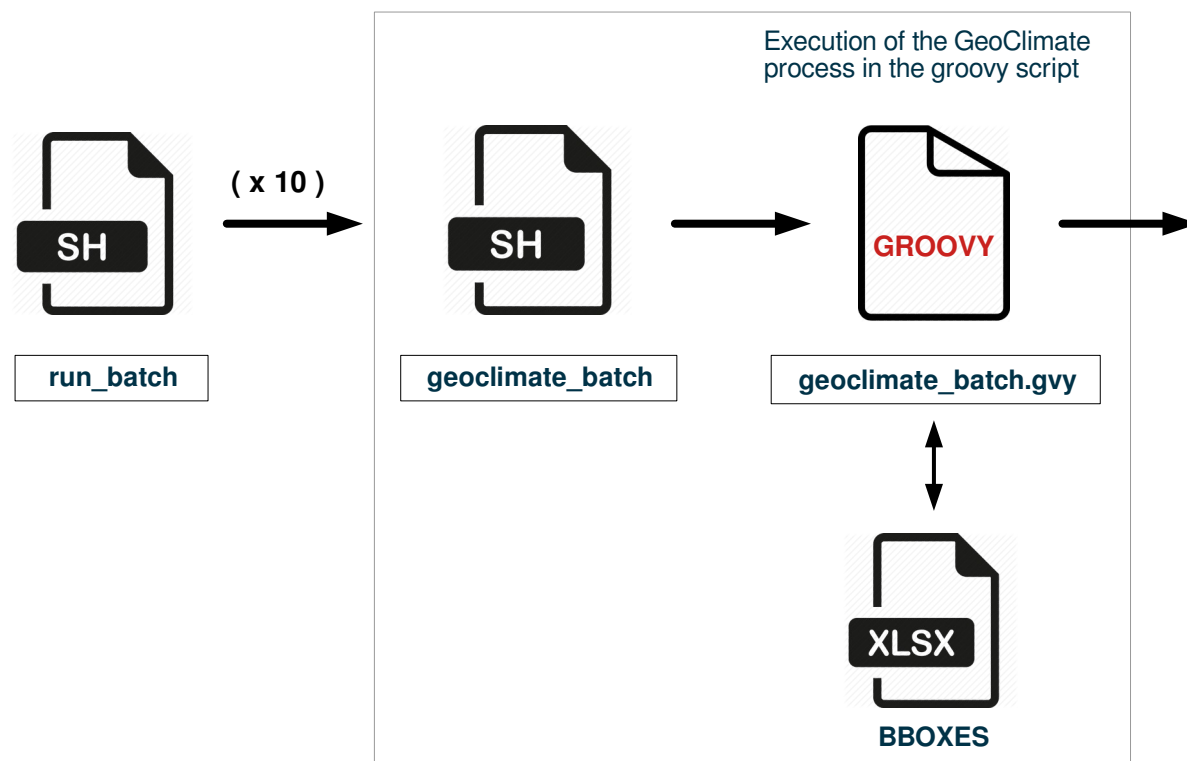 Execution of the GeoClimate
process in the groovy script
( x 10 )
SH
SH
GROOVY
run_batch
geoclimate_batch
geoclimate_batch.gvy
XLSX
BBOXES